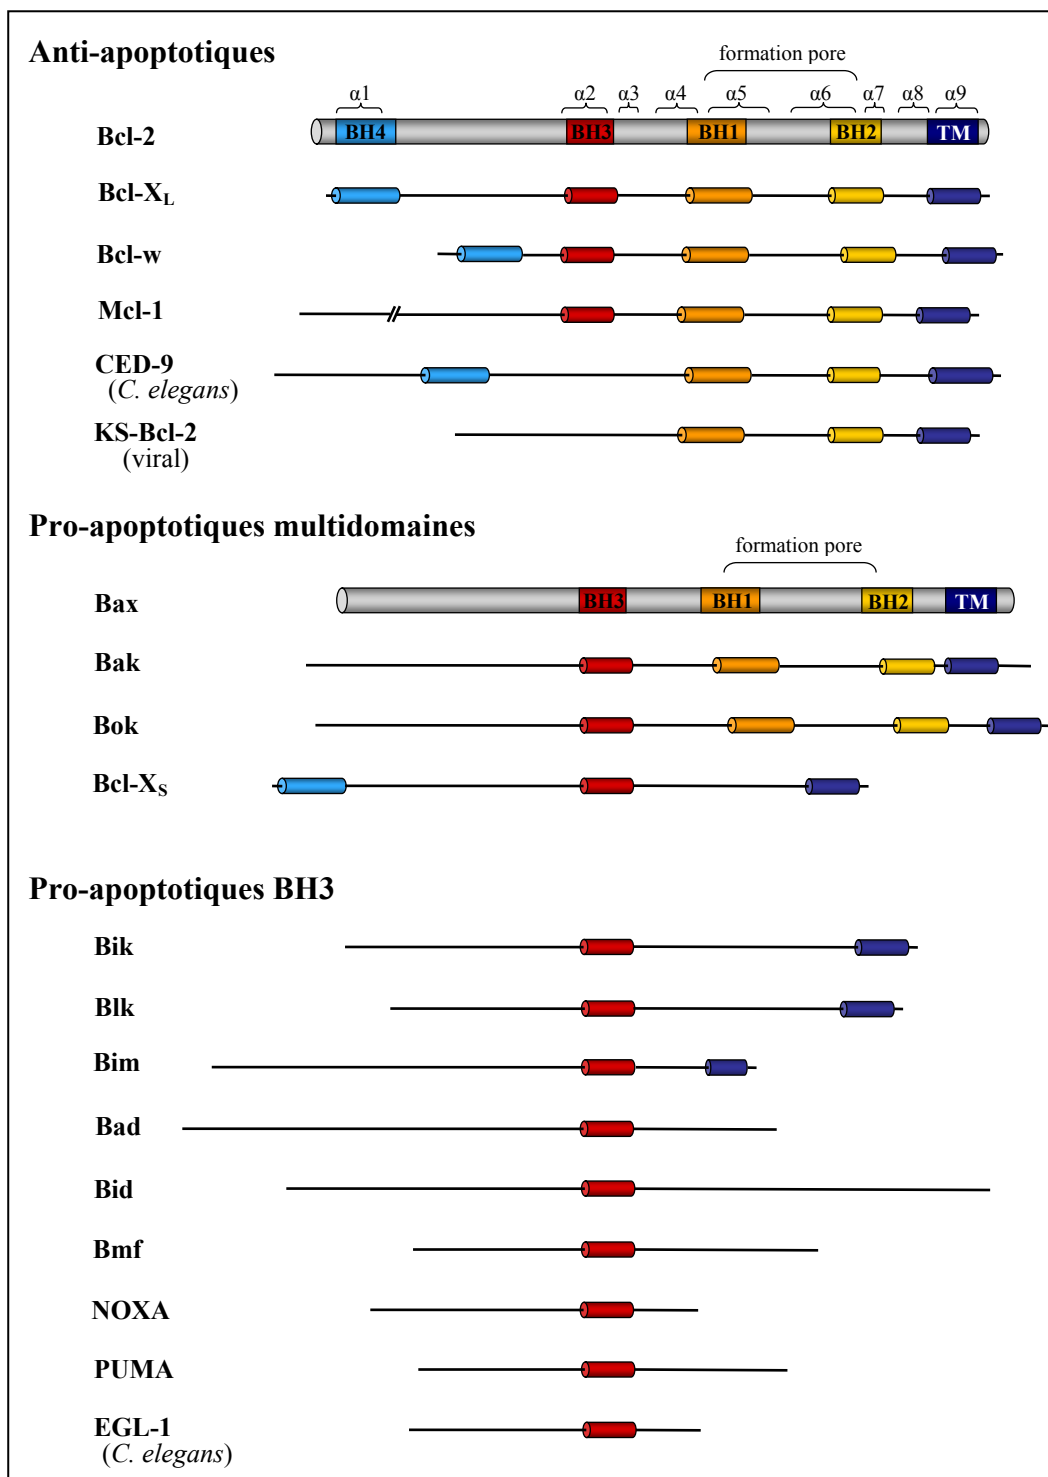 Anti-apoptotiques
formation pore
α1 α2 α3 α4 α5 α6 α7 α8 α9
Bcl-2 BH4 BH3 BH1 BH2 TM
Bcl-XL
Bcl-w
Mcl-1
CED-9
(C. elegans)
KS-Bcl-2
(viral)
Pro-apoptotiques multidomaines
formation pore
Bax BH3 BH1 BH2 TM
Bak
Bok
Bcl-XS
Pro-apoptotiques BH3
Bik
Blk
Bim
Bad
Bid
Bmf
NOXA
PUMA
EGL-1
(C. elegans)